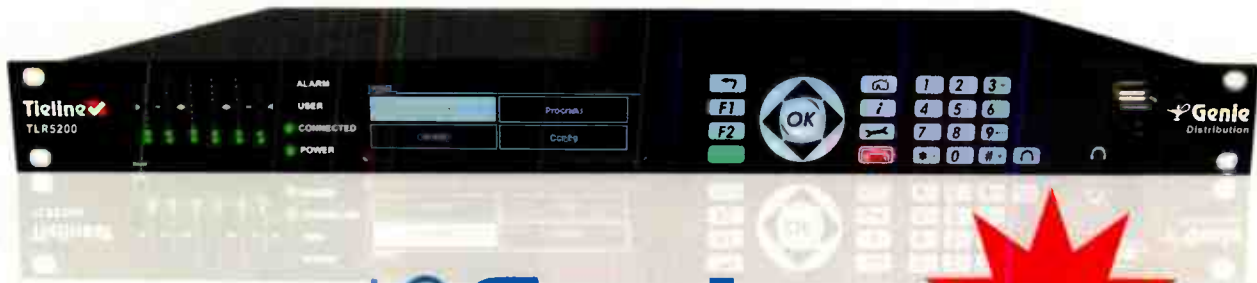 Tieline
TLR5200
ALARM
USER
CONNECTED
POWER
Programs
Config
F1
F2
OK
i
1 2 3
4 5 6
7 8 9
* 0 #
Genie
Distribution